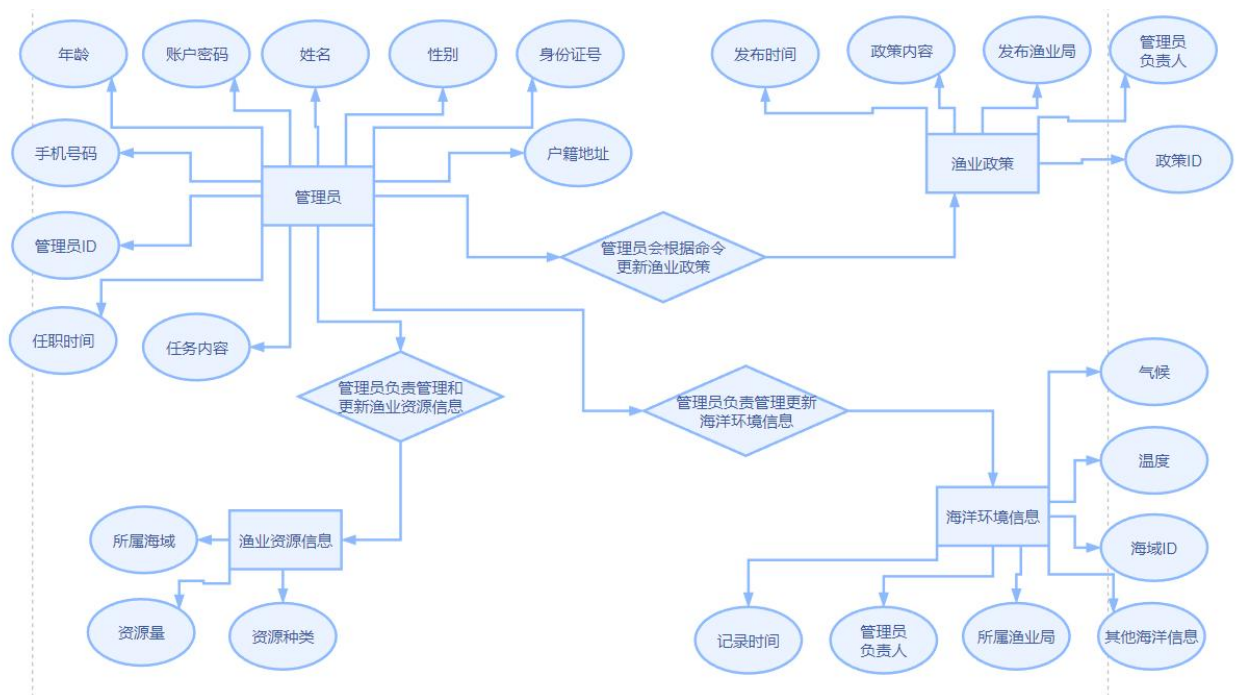 年龄
账户密码
姓名
性别
身份证号
发布时间
政策内容
发布渔业局
管理员
负责人
手机号码
户籍地址
渔业政策
政策ID
管理员
管理员ID
管理员会根据命令
更新渔业政策
任职时间
任务内容
管理员负责管理和
更新渔业资源信息
管理员负责管理更新
海洋环境信息
气候
温度
所属海域
渔业资源信息
海洋环境信息
海域ID
资源量
资源种类
记录时间
管理员
负责人
所属渔业局
其他海洋信息